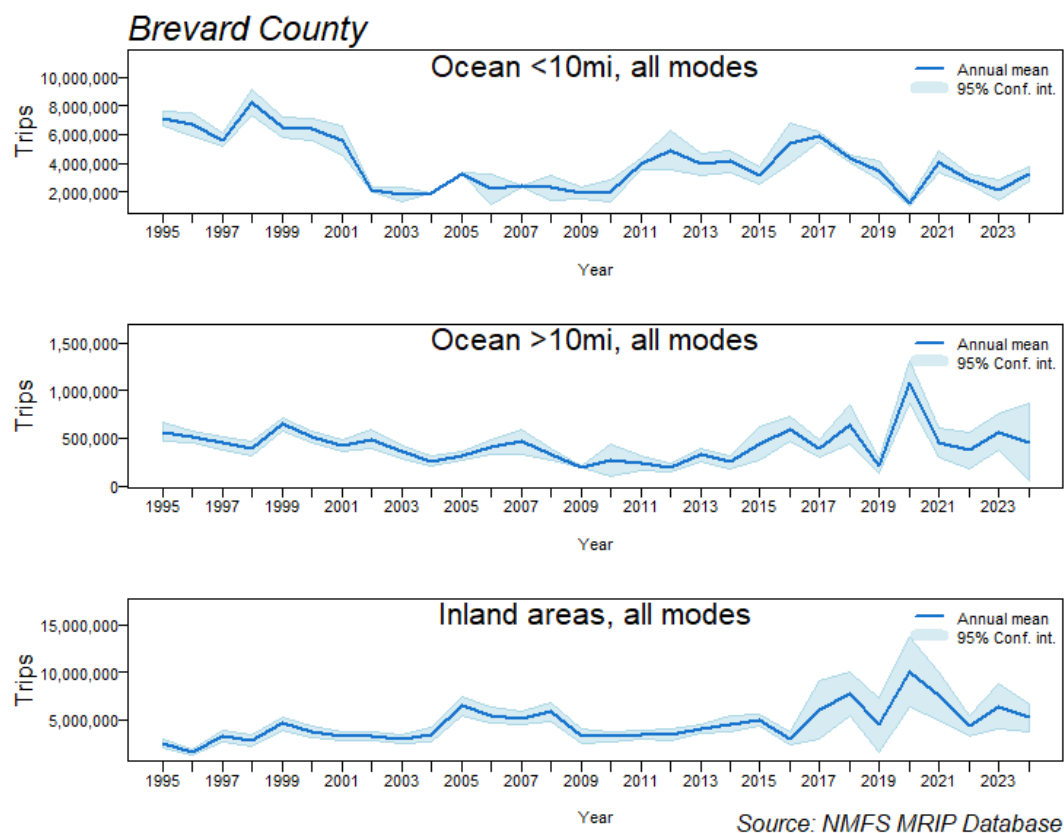 Brevard County
Ocean <10mi, all modes
Annual mean
95% Conf. int.
Trips
10,000,000
8,000,000
6,000,000
4,000,000
2,000,000
1995 1997 1999 2001 2003 2005 2007 2009 2011 2013 2015 2017 2019 2021 2023
Year
Ocean >10mi, all modes
Annual mean
95% Conf. int.
Trips
1,500,000
1,000,000
500,000
0
1995 1997 1999 2001 2003 2005 2007 2009 2011 2013 2015 2017 2019 2021 2023
Year
Inland areas, all modes
Annual mean
95% Conf. int.
Trips
15,000,000
10,000,000
5,000,000
1995 1997 1999 2001 2003 2005 2007 2009 2011 2013 2015 2017 2019 2021 2023
Year
Source: NMFS MRIP Database